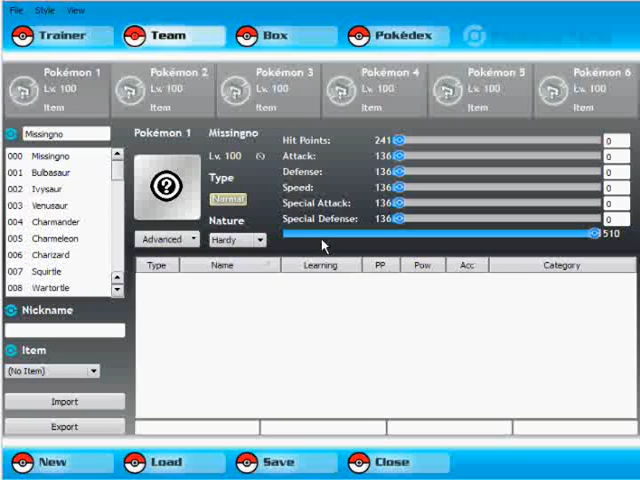 File Style View
Trainer Team Box Pokédex
Pokémon 1 Pokémon 2 Pokémon 3 Pokémon 4 Pokémon 5 Pokémon 6
Lv. 100 Lv. 100 Lv. 100 Lv. 100 Lv. 100 Lv. 100
Item Item Item Item Item Item
Missingno
000 Missingno
001 Bulbasaur
002 Ivysaur
003 Venusaur
004 Charmander
005 Charmeleon
006 Charizard
007 Squirtle
008 Wartortle
Nickname
Item
(No Item)
Import
Export
Pokémon 1 Missingno
Lv. 100
Type
Normal
Nature
Advanced Hardy
Hit Points: 241 0
Attack: 136 0
Defense: 136 0
Speed: 136 0
Special Attack: 136 0
Special Defense: 136 0
510
Type Name Learning PP Pow Acc Category
New Load Save Close